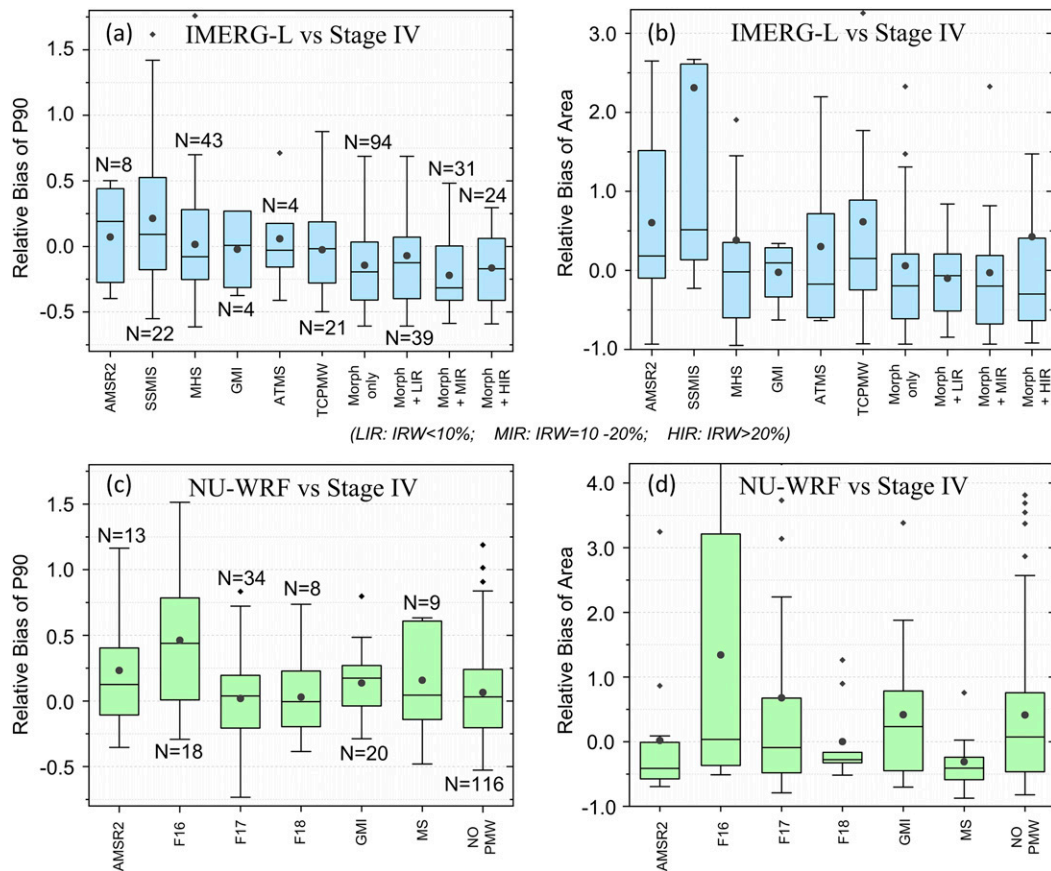 (a) IMERG-L vs Stage IV
Relative Bias of P90
1.5
1.0
0.5
0.0
-0.5
N=8
N=22
N=43
N=4
N=4
N=21
N=94
N=39
N=31
N=24
AMSR2
SSMIS
MHS
GMI
ATMS
TCPMW
Morph only
Morph + LIR
Morph + MIR
Morph + HIR
(b) IMERG-L vs Stage IV
Relative Bias of Area
3.0
2.0
1.0
0.0
-1.0
AMSR2
SSMIS
MHS
GMI
ATMS
TCPMW
Morph only
Morph + LIR
Morph + MIR
Morph + HIR
(LIR: IRW<10%; MIR: IRW=10 -20%; HIR: IRW>20%)
(c) NU-WRF vs Stage IV
Relative Bias of P90
1.5
1.0
0.5
0.0
-0.5
N=13
N=18
N=34
N=8
N=20
N=9
N=116
AMSR2
F16
F17
F18
GMI
MS
NO PMW
(d) NU-WRF vs Stage IV
Relative Bias of Area
4.0
3.0
2.0
1.0
0.0
-1.0
AMSR2
F16
F17
F18
GMI
MS
NO PMW